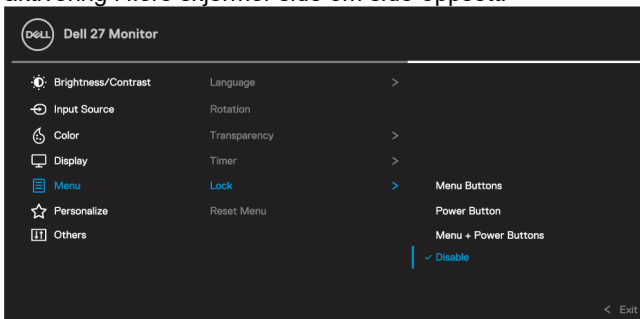 DELL Dell 27 Monitor
Brightness/Contrast Language >
Input Source Rotation
Color Transparency >
Display Timer >
Menu Lock > Menu Buttons
Personalize Reset Menu Power Button
Others Menu + Power Buttons
✓ Disable
< Exit